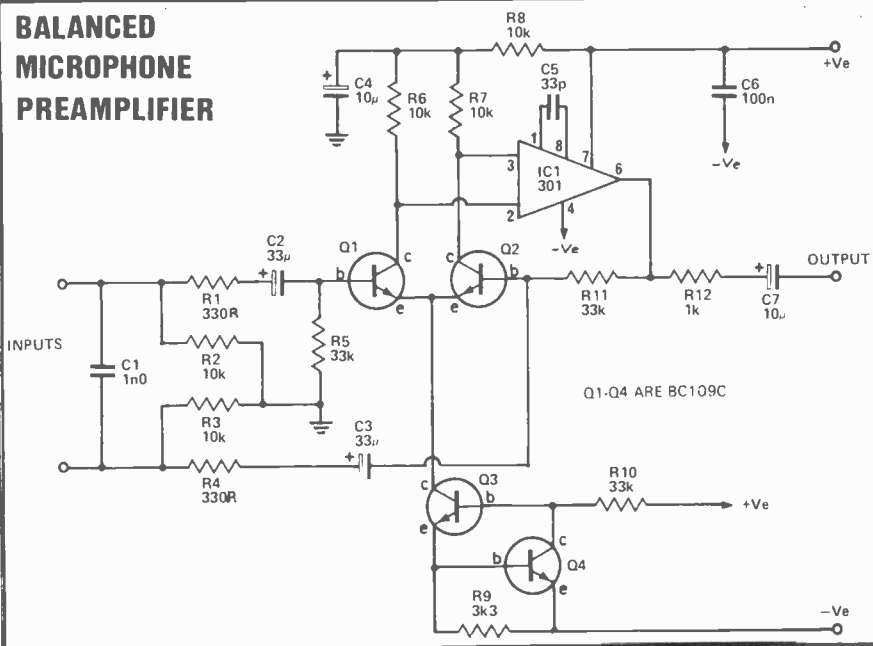 BALANCED
MICROPHONE
PREAMPLIFIER
R8
10k
+Ve
C4
10µ
R6
10k
R7
10k
C5
33p
C6
100n
-Ve
1
8
7
3
6
IC1
301
2
4
-Ve
C2
33µ
Q1
Q2
c
c
b
b
e
e
OUTPUT
R1
330R
R11
33k
R12
1k
C7
10µ
INPUTS
R2
10k
R5
33k
C1
1n0
R3
10k
Q1-Q4 ARE BC109C
C3
33µ
R4
330R
R10
33k
Q3
c
b
+Ve
e
c
Q4
b
e
R9
3k3
-Ve
+
+
+
+